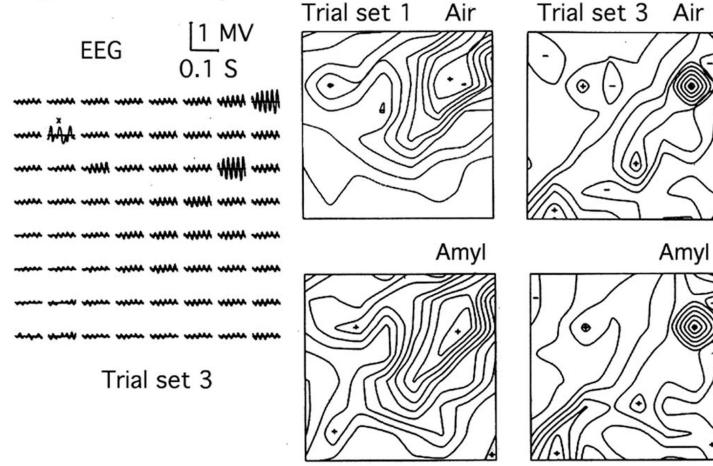 EEG
1 MV
0.1 S
x
Trial set 3
Trial set 1 Air
Trial set 3 Air
Amyl
Amyl